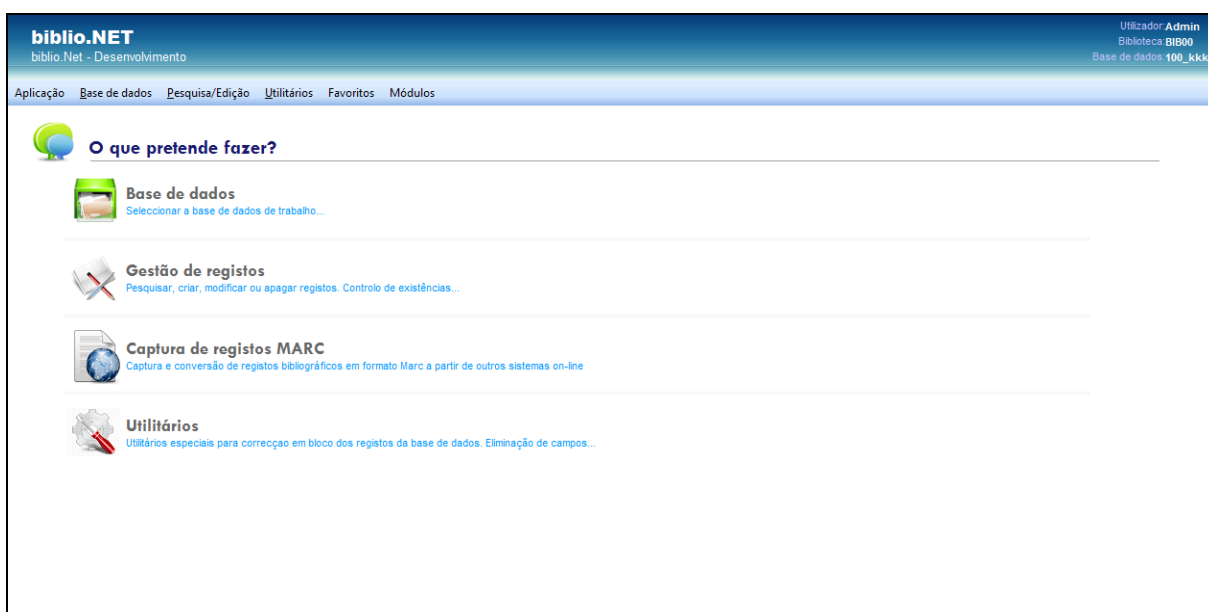 biblio.NET
biblio.Net - Desenvolvimento
Utilizador:Admin
Biblioteca:BIB00
Base de dados:100_kkk
Aplicação Base de dados Pesquisa/Edição Utilitários Favoritos Módulos
O que pretende fazer?
Base de dados
Seleccionar a base de dados de trabalho...
Gestão de registos
Pesquisar, criar, modificar ou apagar registos. Controlo de existências...
Captura de registos MARC
Captura e conversão de registos bibliográficos em formato Marc a partir de outros sistemas on-line
Utilitários
Utilitários especiais para correcçao em bloco dos registos da base de dados. Eliminação de campos...